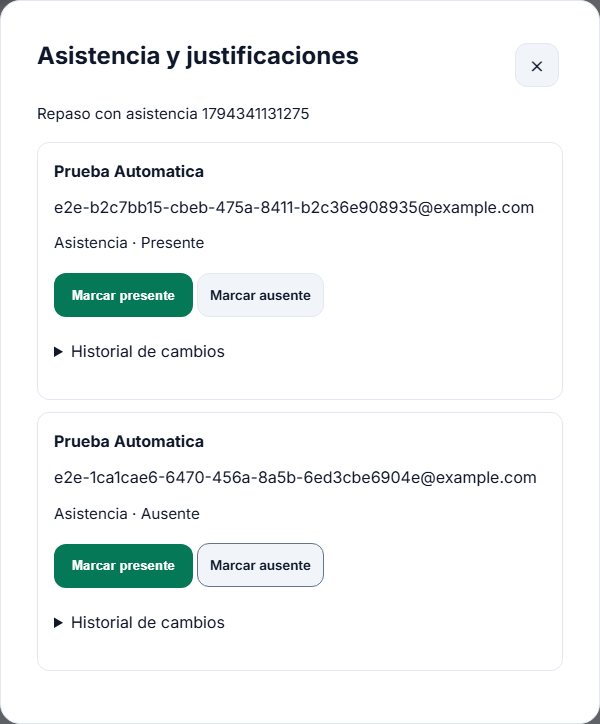 Asistencia y justificaciones
×
Repaso con asistencia 1794341131275
Prueba Automatica
e2e-b2c7bb15-cbeb-475a-8411-b2c36e908935@example.com
Asistencia · Presente
Marcar presente Marcar ausente
Historial de cambios
Prueba Automatica
e2e-1ca1cae6-6470-456a-8a5b-6ed3cbe6904e@example.com
Asistencia · Ausente
Marcar presente Marcar ausente
Historial de cambios